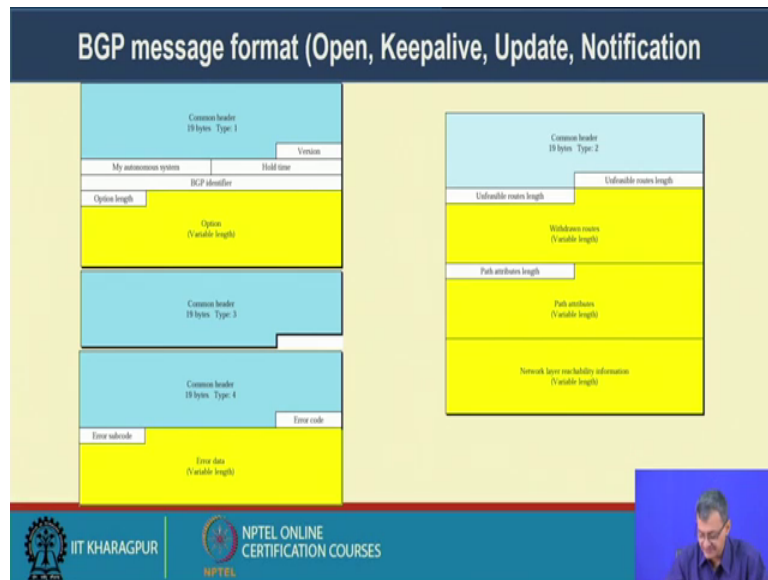 BGP message format (Open, Keepalive, Update, Notification
Common header
19 bytes Type: 1
Version
My autonomous system
Hold time
BGP identifier
Option length
Option
(Variable length)
Common header
19 bytes Type: 3
Common header
19 bytes Type: 4
Error code
Error subcode
Error data
(Variable length)
Common header
19 bytes Type: 2
Unfeasible routes length
Unfeasible routes length
Withdrawn routes
(Variable length)
Path attributes length
Path attributes
(Variable length)
Network layer reachability information
(Variable length)
IIT KHARAGPUR
NPTEL
NPTEL ONLINE
CERTIFICATION COURSES